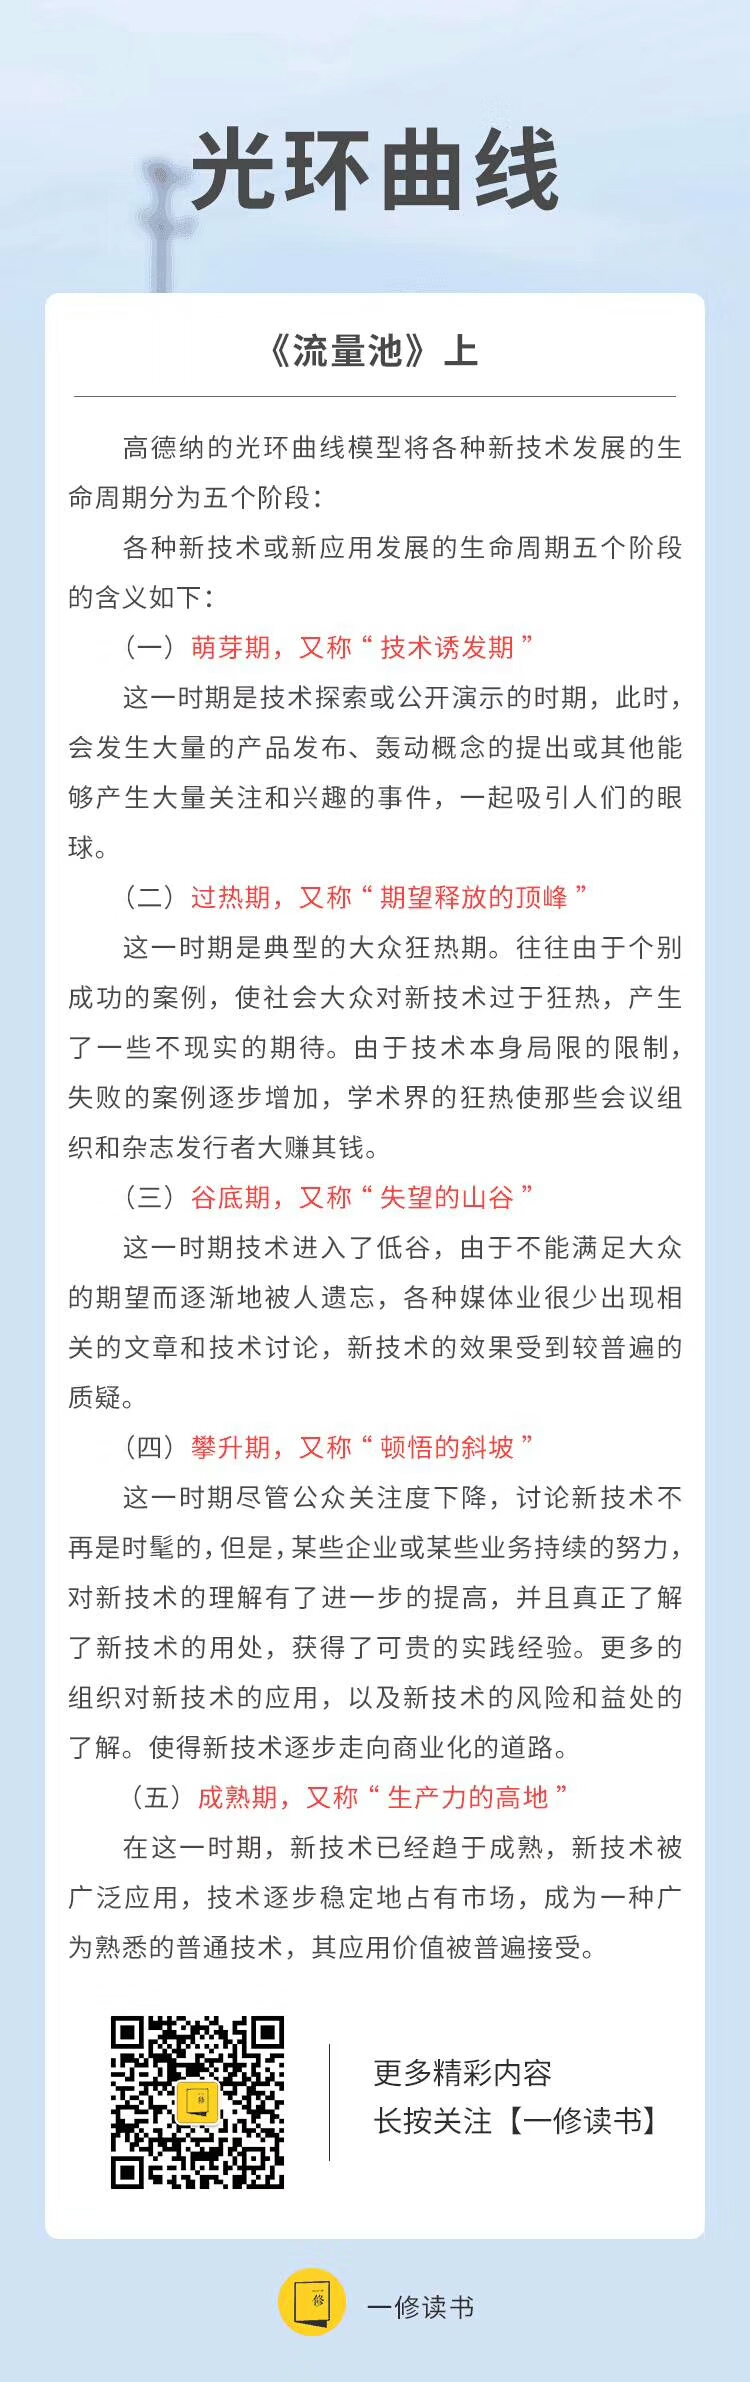 光环曲线
《流量池》上
高德纳的光环曲线模型将各种新技术发展的生
命周期分为五个阶段：
各种新技术或新应用发展的生命周期五个阶段
的含义如下：
（一）萌芽期，又称“技术诱发期”
这一时期是技术探索或公开演示的时期，此时，
会发生大量的产品发布、轰动概念的提出或其他能
够产生大量关注和兴趣的事件，一起吸引人们的眼
球。
（二）过热期，又称“期望释放的顶峰”
这一时期是典型的大众狂热期。往往由于个别
成功的案例，使社会大众对新技术过于狂热，产生
了一些不现实的期待。由于技术本身局限的限制，
失败的案例逐步增加，学术界的狂热使那些会议组
织和杂志发行者大赚其钱。
（三）谷底期，又称“失望的山谷”
这一时期技术进入了低谷，由于不能满足大众
的期望而逐渐地被人遗忘，各种媒体业很少出现相
关的文章和技术讨论，新技术的效果受到较普遍的
质疑。
（四）攀升期，又称“顿悟的斜坡”
这一时期尽管公众关注度下降，讨论新技术不
再是时髦的，但是，某些企业或某些业务持续的努力，
对新技术的理解有了进一步的提高，并且真正了解
了新技术的用处，获得了可贵的实践经验。更多的
组织对新技术的应用，以及新技术的风险和益处的
了解。使得新技术逐步走向商业化的道路。
（五）成熟期，又称“生产力的高地”
在这一时期，新技术已经趋于成熟，新技术被
广泛应用，技术逐步稳定地占有市场，成为一种广
为熟悉的普通技术，其应用价值被普遍接受。
一修
更多精彩内容
长按关注【一修读书】
一修
一修读书